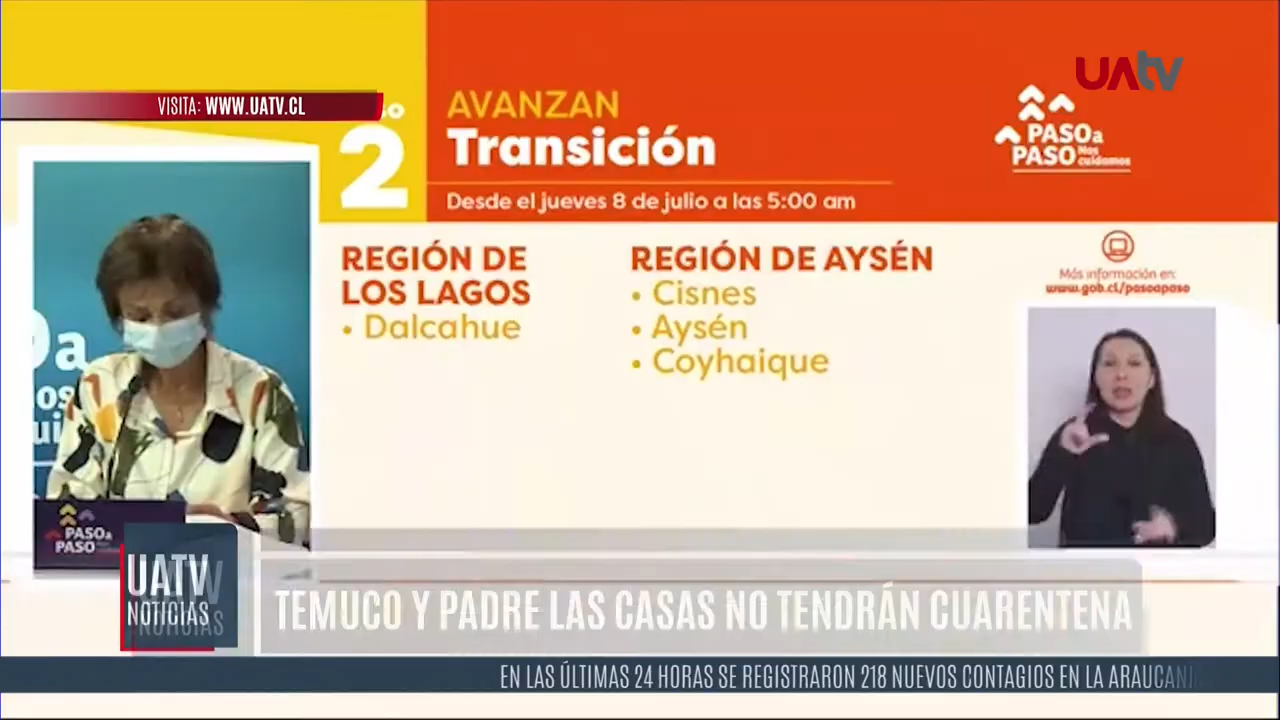 UATV
VISITA: WWW.UATV.CL
2
AVANZAN
Transición
Desde el jueves 8 de julio a las 5:00 am
PASO a
PASO Nos cuidamos
REGIÓN DE
LOS LAGOS
• Dalcahue
REGIÓN DE AYSÉN
• Cisnes
• Aysén
• Coyhaique
Más información en:
www.gob.cl/pasoapaso
PASO a
PASO
UATV
NOTICIAS
TEMUCO Y PADRE LAS CASAS NO TENDRÁN CUARENTENA
EN LAS ÚLTIMAS 24 HORAS SE REGISTRARON 218 NUEVOS CONTAGIOS EN LA ARAUCANI